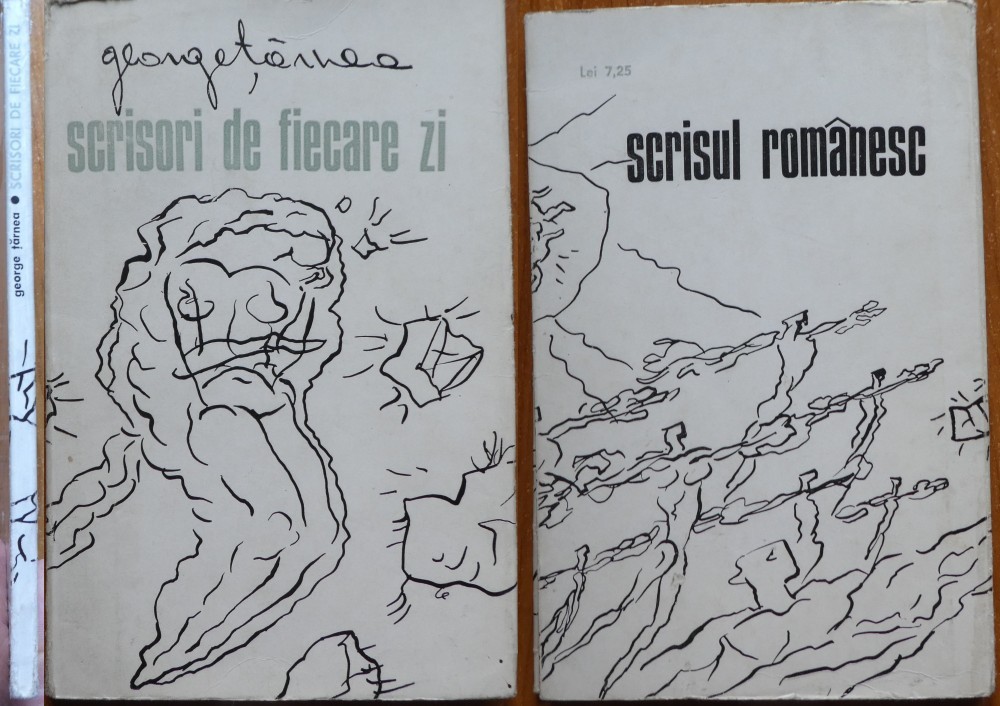 george țărnea ● SCRISORI DE FIECARE ZI
george țărnea
scrisori de fiecare zi
Lei 7,25
scrisul românesc